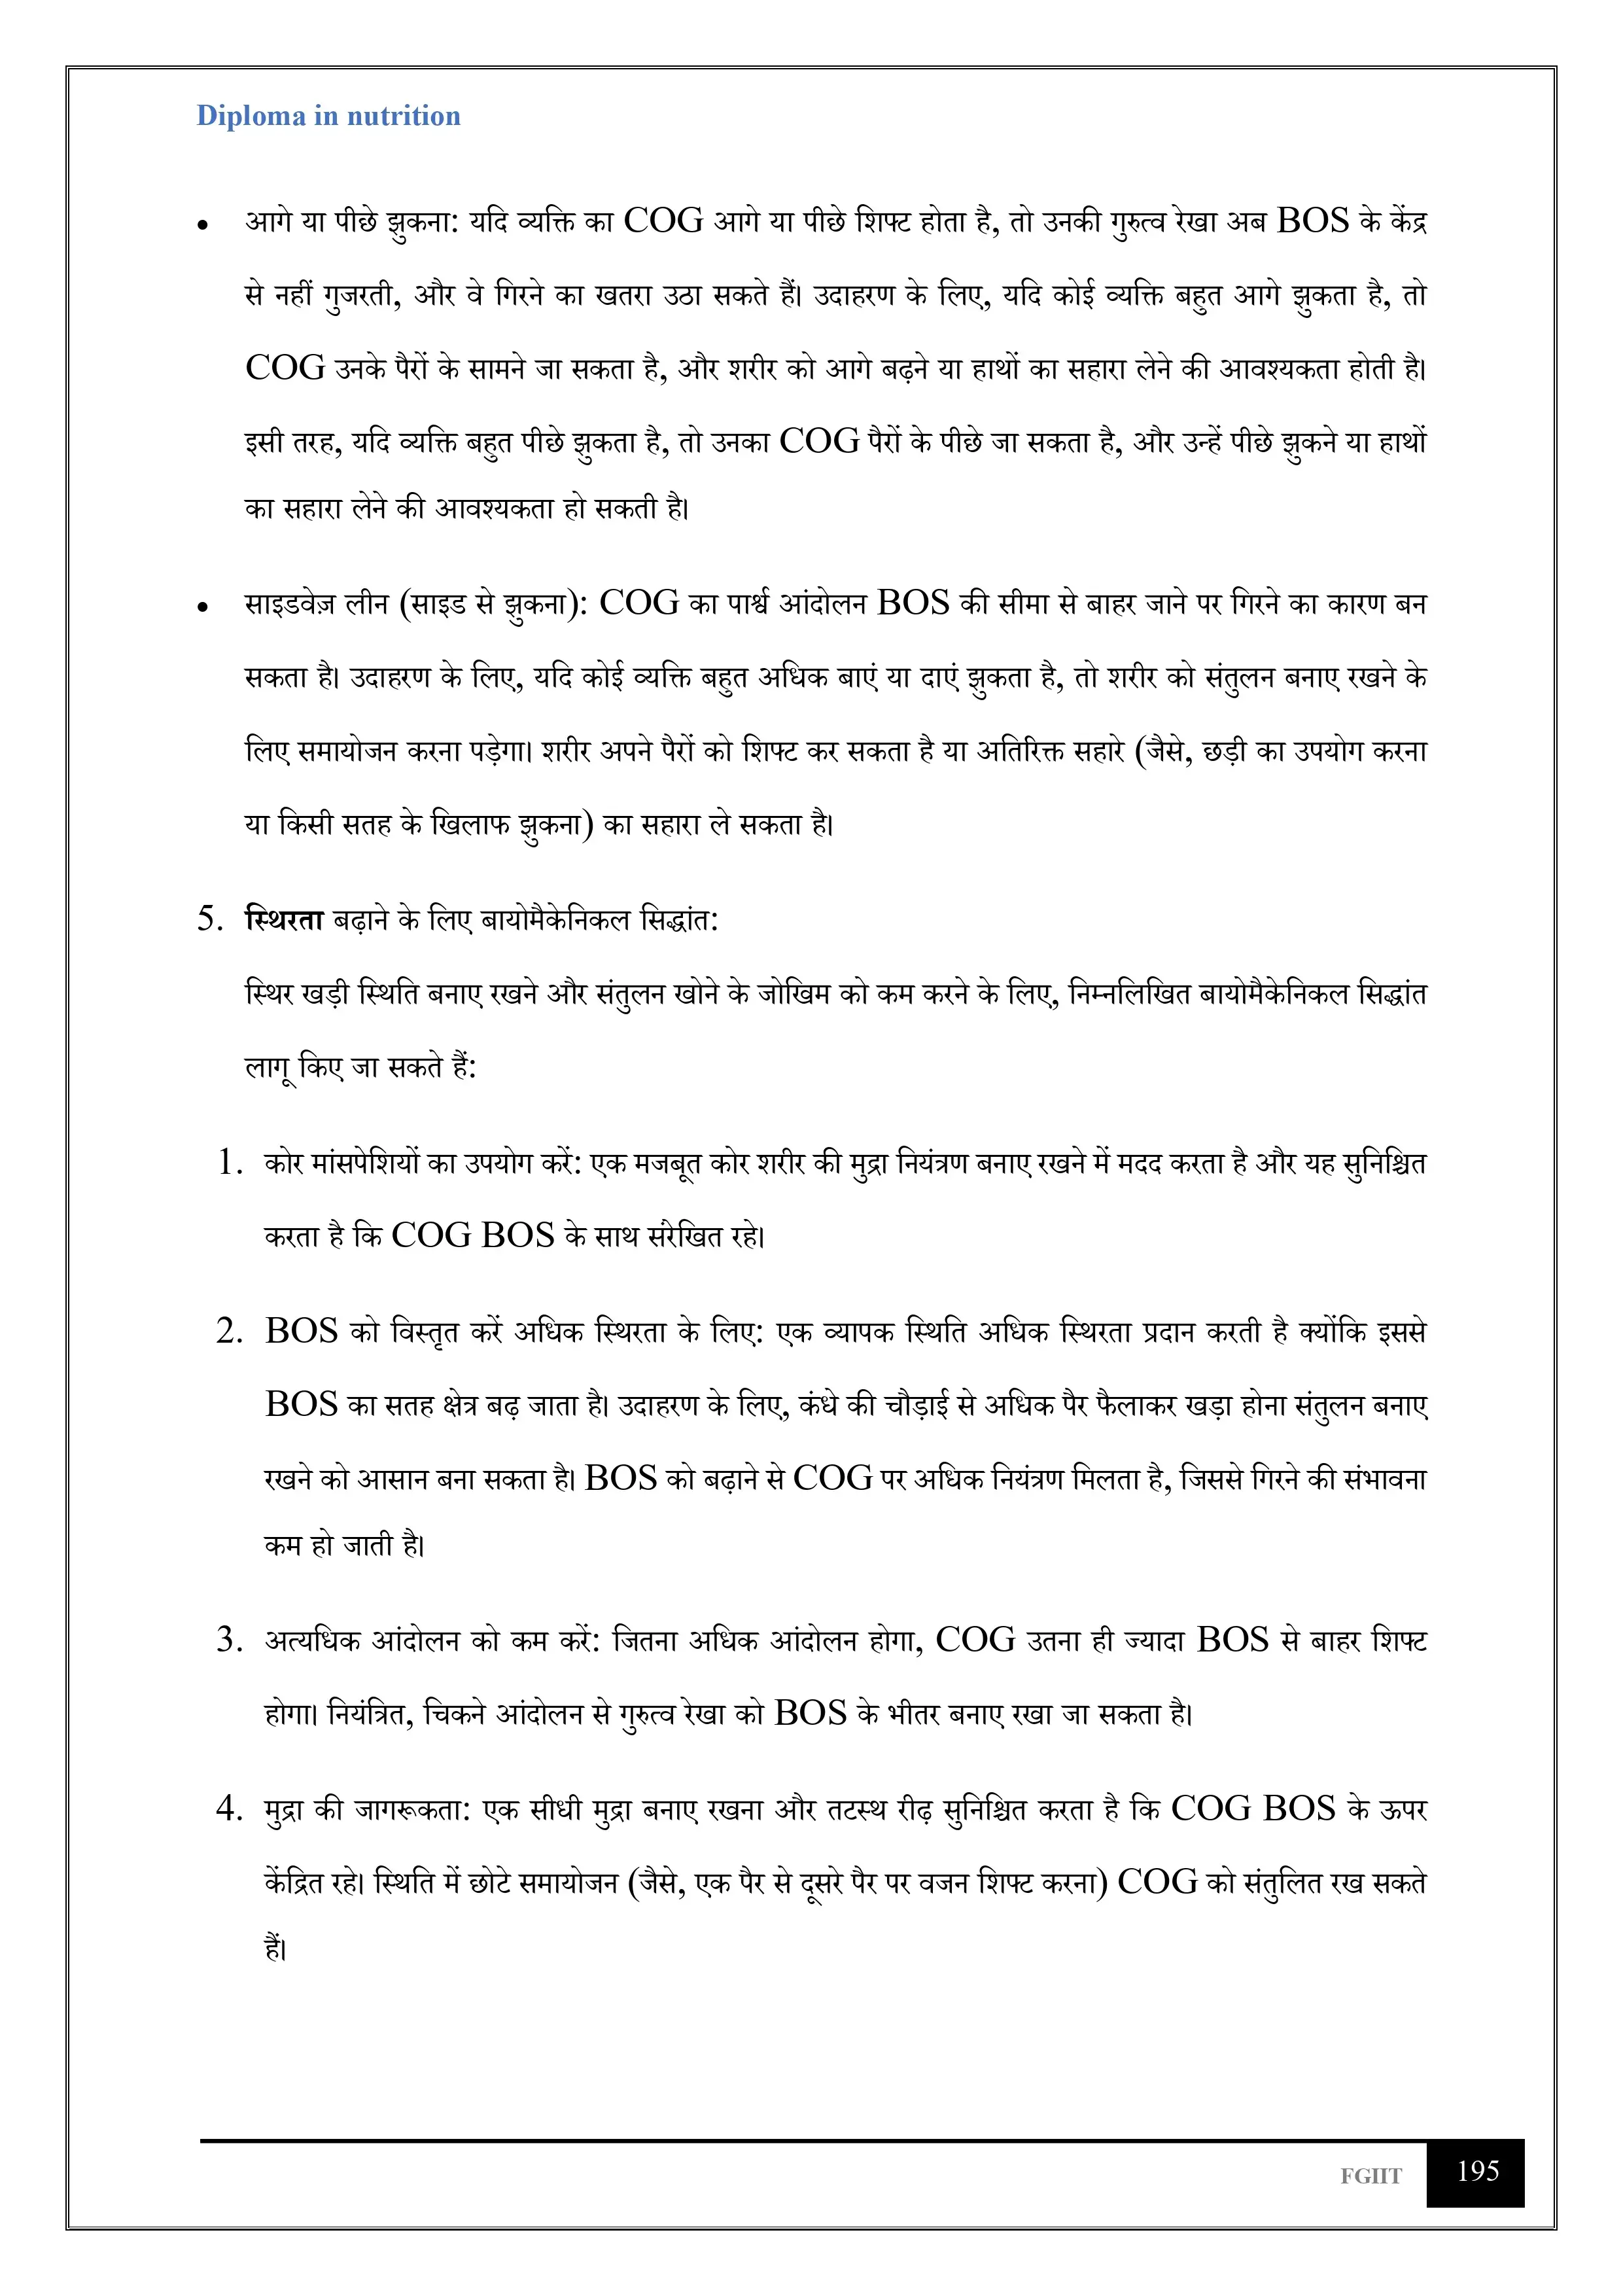 Diploma in nutrition
• आगे या पीछे झुकना: यदि व्यक्ति का COG आगे या पीछे शिफ्ट होता है, तो उनकी गुरुत्व रेखा अब BOS के केंद्र
से नहीं गुजरती, और वे गिरने का खतरा उठा सकते हैं। उदाहरण के लिए, यदि कोई व्यक्ति बहुत आगे झुकता है, तो
COG उनके पैरों के सामने जा सकता है, और शरीर को आगे बढ़ने या हाथों का सहारा लेने की आवश्यकता होती है।
इसी तरह, यदि व्यक्ति बहुत पीछे झुकता है, तो उनका COG पैरों के पीछे जा सकता है, और उन्हें पीछे झुकने या हाथों
का सहारा लेने की आवश्यकता हो सकती है।
• साइडवेज़ लीन (साइड से झुकना): COG का पार्श्व आंदोलन BOS की सीमा से बाहर जाने पर गिरने का कारण बन
सकता है। उदाहरण के लिए, यदि कोई व्यक्ति बहुत अधिक बाएं या दाएं झुकता है, तो शरीर को संतुलन बनाए रखने के
लिए समायोजन करना पड़ेगा। शरीर अपने पैरों को शिफ्ट कर सकता है या अतिरिक्त सहारे (जैसे, छड़ी का उपयोग करना
या किसी सतह के खिलाफ झुकना) का सहारा ले सकता है।
5. स्थिरता बढ़ाने के लिए बायोमैकेनिकल सिद्धांत:
स्थिर खड़ी स्थिति बनाए रखने और संतुलन खोने के जोखिम को कम करने के लिए, निम्नलिखित बायोमैकेनिकल सिद्धांत
लागू किए जा सकते हैं:
1. कोर मांसपेशियों का उपयोग करें: एक मजबूत कोर शरीर की मुद्रा नियंत्रण बनाए रखने में मदद करता है और यह सुनिश्चित
करता है कि COG BOS के साथ संरेखित रहे।
2. BOS को विस्तृत करें अधिक स्थिरता के लिए: एक व्यापक स्थिति अधिक स्थिरता प्रदान करती है क्योंकि इससे
BOS का सतह क्षेत्र बढ़ जाता है। उदाहरण के लिए, कंधे की चौड़ाई से अधिक पैर फैलाकर खड़ा होना संतुलन बनाए
रखने को आसान बना सकता है। BOS को बढ़ाने से COG पर अधिक नियंत्रण मिलता है, जिससे गिरने की संभावना
कम हो जाती है।
3. अत्यधिक आंदोलन को कम करें: जितना अधिक आंदोलन होगा, COG उतना ही ज्यादा BOS से बाहर शिफ्ट
होगा। नियंत्रित, चिकने आंदोलन से गुरुत्व रेखा को BOS के भीतर बनाए रखा जा सकता है।
4. मुद्रा की जागरूकता: एक सीधी मुद्रा बनाए रखना और तटस्थ रीढ़ सुनिश्चित करता है कि COG BOS के ऊपर
केंद्रित रहे। स्थिति में छोटे समायोजन (जैसे, एक पैर से दूसरे पैर पर वजन शिफ्ट करना) COG को संतुलित रख सकते
हैं।
FGIIT 195